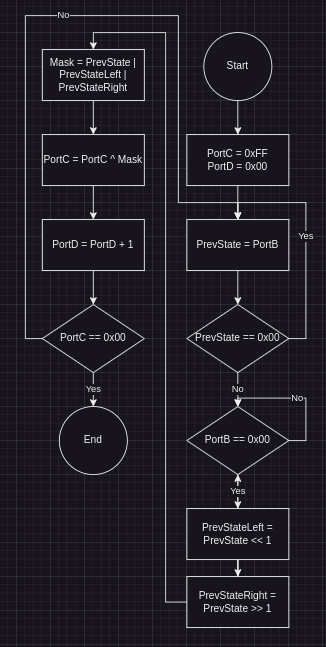 No
Start
PortC = 0xFF
PortD = 0x00
PrevState = PortB
PrevState == 0x00
Yes
No
PortB == 0x00
No
Yes
PrevStateLeft =
PrevState << 1
PrevStateRight =
PrevState >> 1
Mask = PrevState |
PrevStateLeft |
PrevStateRight
PortC = PortC ^ Mask
PortD = PortD + 1
PortC == 0x00
Yes
End